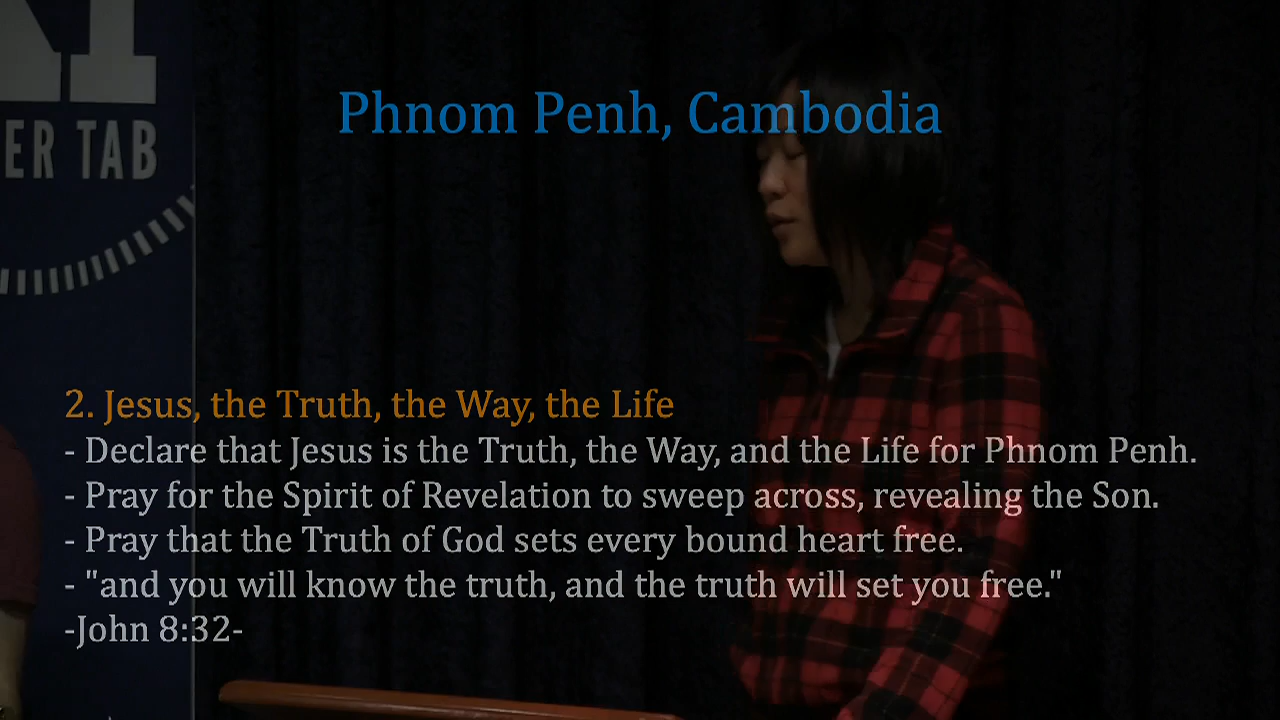 ER TAB
Phnom Penh, Cambodia
2. Jesus, the Truth, the Way, the Life
- Declare that Jesus is the Truth, the Way, and the Life for Phnom Penh.
- Pray for the Spirit of Revelation to sweep across, revealing the Son.
- Pray that the Truth of God sets every bound heart free.
- "and you will know the truth, and the truth will set you free."
-John 8:32-